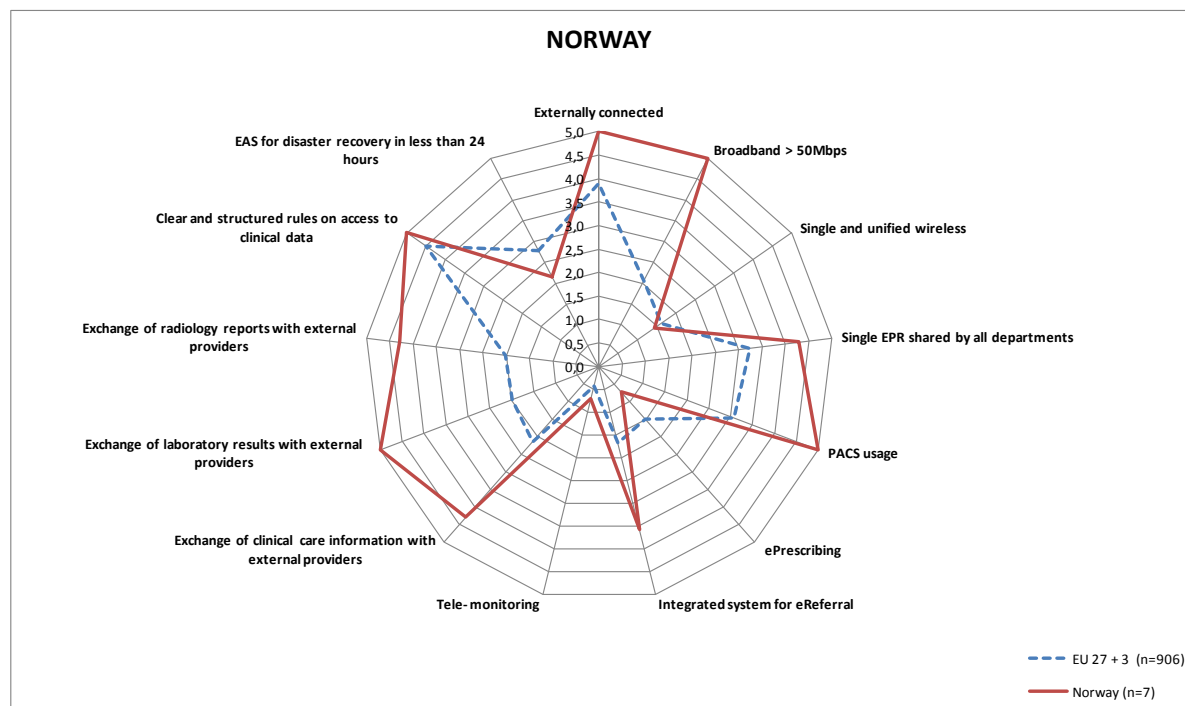 NORWAY
Externally connected
Broadband > 50Mbps
Single and unified wireless
Single EPR shared by all departments
PACS usage
ePrescribing
Integrated system for eReferral
Tele- monitoring
Exchange of clinical care information with
external providers
Exchange of laboratory results with external
providers
Exchange of radiology reports with external
providers
Clear and structured rules on access to
clinical data
EAS for disaster recovery in less than 24
hours
5,0
4,5
4,0
3,5
3,0
2,5
2,0
1,5
1,0
0,5
0,0
EU 27 + 3 (n=906)
Norway (n=7)